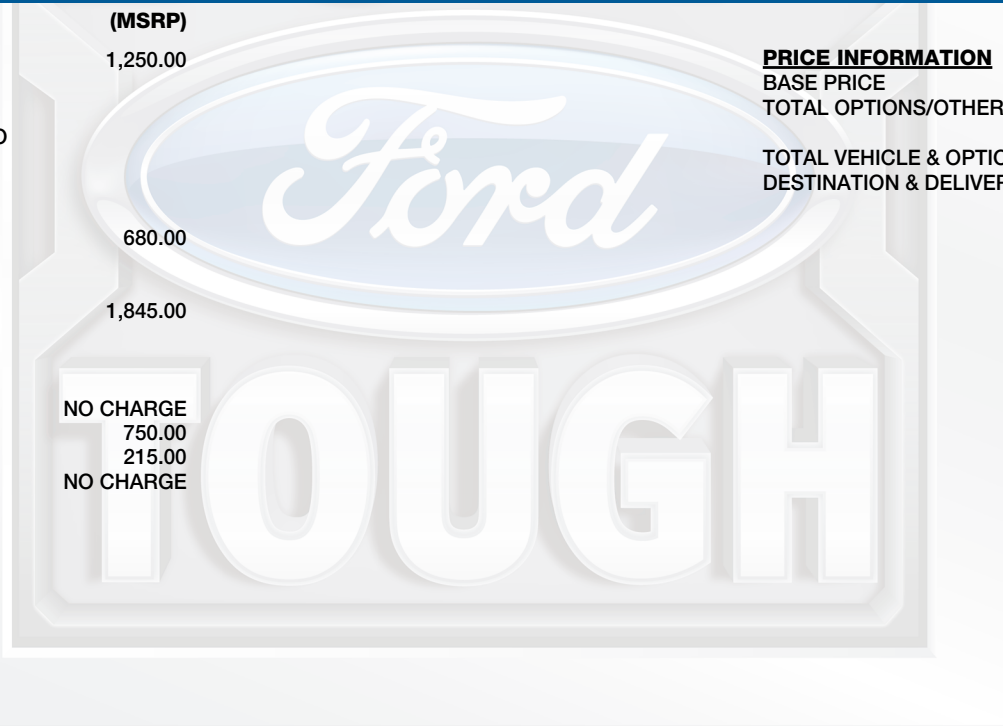 (MSRP)
1,250.00
680.00
1,845.00
NO CHARGE
750.00
215.00
NO CHARGE
PRICE INFORMATION
BASE PRICE
TOTAL OPTIONS/OTHER
TOTAL VEHICLE & OPTIO
DESTINATION & DELIVER
Ford
TOUGH